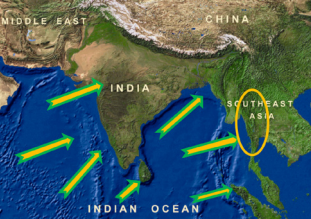 MIDDLE EAST
CHINA
INDIA
SOUTHEAST
ASIA
INDIAN OCEAN